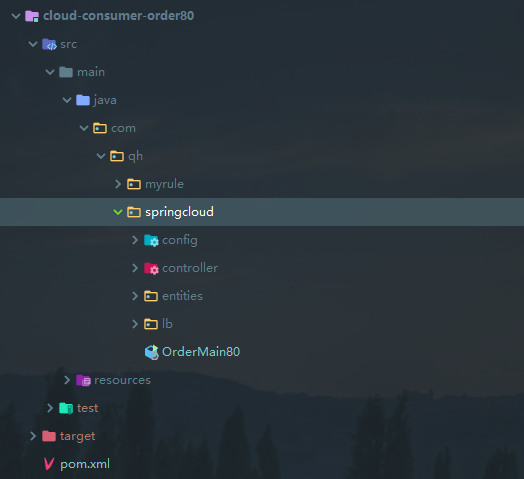 cloud-consumer-order80
src
main
java
com
qh
myrule
springcloud
config
controller
entities
lb
OrderMain80
resources
test
target
pom.xml